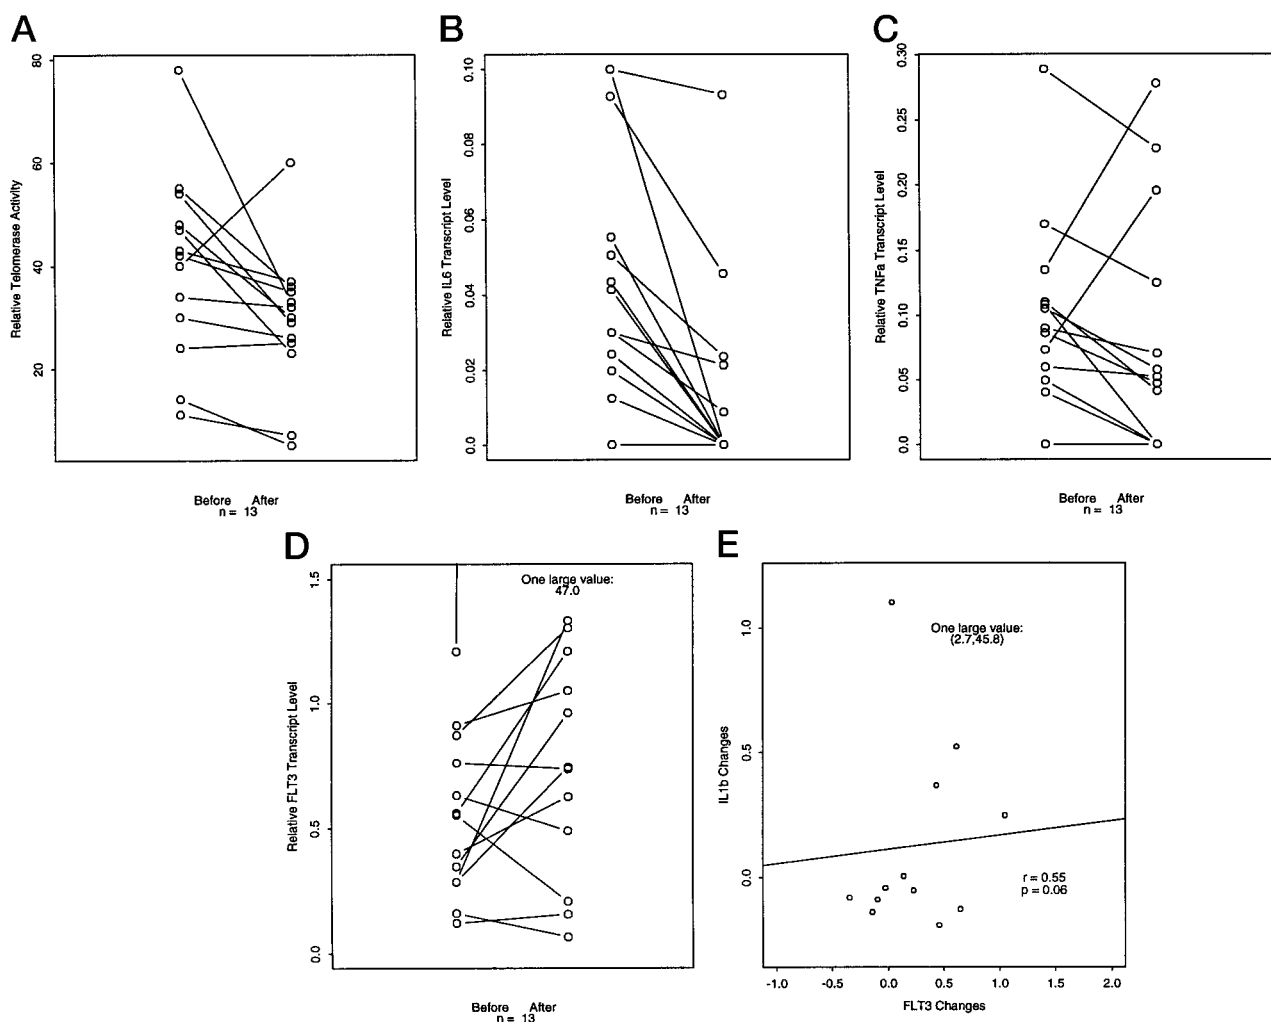 A
80
60
40
20
Relative Telomerase Activity
Before After
n = 13
B
0.10
0.08
0.06
0.04
0.02
0.0
Relative IL6 Transcript Level
Before After
n = 13
C
0.30
0.25
0.20
0.15
0.10
0.05
0.0
Relative TNFa Transcript Level
Before After
n = 13
D
1.5
1.0
0.5
0.0
Relative FLT3 Transcript Level
One large value:
47.0
Before After
n = 13
E
1.0
0.5
0.0
IL1b Changes
One large value:
(2.7,45.8)
r = 0.55
p = 0.06
-1.0 -0.5 0.0 0.5 1.0 1.5 2.0
FLT3 Changes